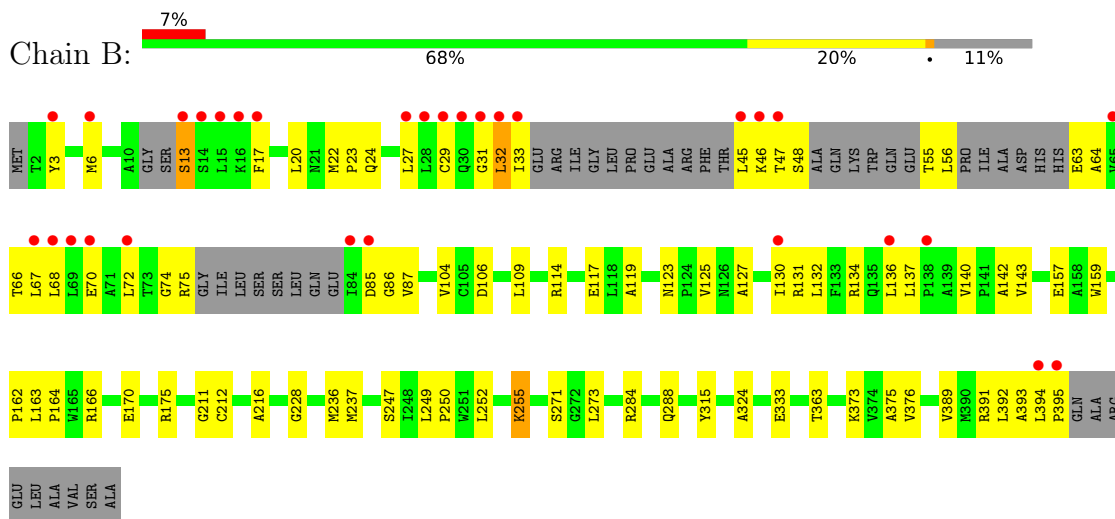 7%
Chain B:
68% 20% • 11%
MET T2 Y3 M6 A10 GLY SER S13 S14 L15 K16 F17 L20 N21 M22 P23 Q24 L27 L28 C29 Q30 G31 L32 I33 GLU ARG ILE GLY LEU PRO GLU ALA ARG PHE THR L45 K46 T47 S48 ALA GLN LYS TRP GLN GLU T55 L56 PRO ILE ALA ASP HIS HIS E63 A64 V65
T66 L67 L68 L69 E70 A71 L72 T73 G74 R75 GLY ILE LEU SER SER LEU GLN GLU I84 D85 G86 V87 V104 C105 D106 L109 R114 E117 L118 A119 N123 P124 V125 N126 A127 I130 R131 L132 F133 R134 Q135 L136 L137 P138 A139 V140 P141 A142 V143 E157 A158 W159
P162 L163 P164 W165 R166 E170 R175 G211 C212 A216 G228 M236 M237 S247 I248 L249 P250 W251 L252 K255 S271 G272 L273 R284 Q288 Y315 A324 E333 T363 K373 V374 A375 V376 V389 M390 R391 L392 A393 L394 P395 GLN ALA ARG
GLU LEU ALA VAL SER ALA